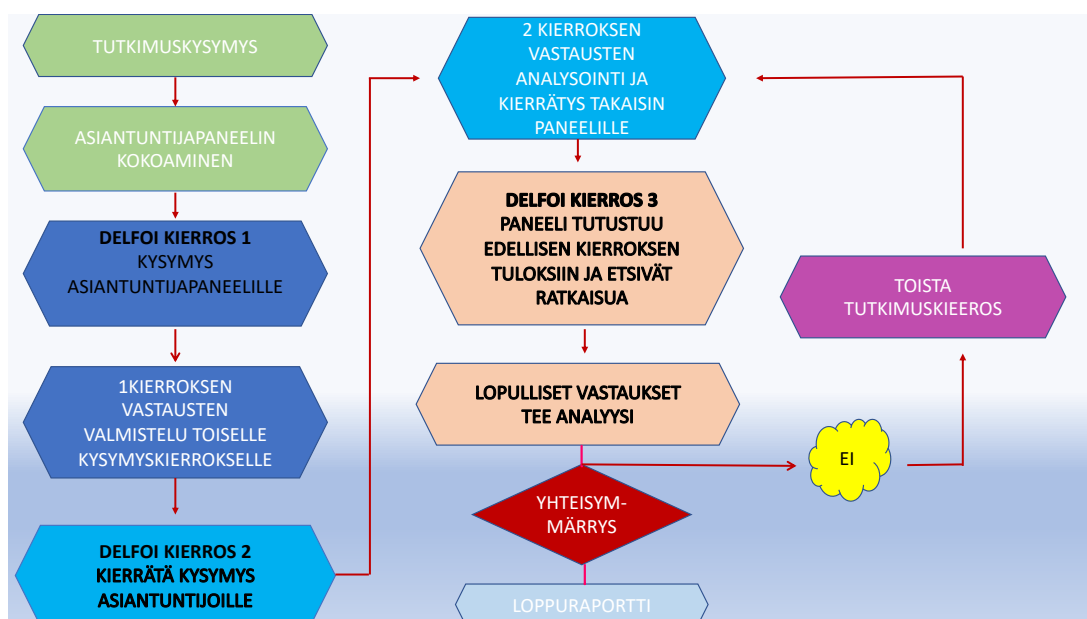 TUTKIMUSKYSYMYS
ASIANTUNTIJAPANEELIN
KOKOAMINEN
DELFOI KIERROS 1
KYSYMYS
ASIANTUNTIJAPANEELILLE
1KIERROKSEN
VASTAUSTEN
VALMISTELU TOISELLE
KYSYMYSKIERROKSELLE
DELFOI KIERROS 2
KIERRÄTÄ KYSYMYS
ASIANTUNTIJOILLE
2 KIERROKSEN
VASTAUSTEN
ANALYSOINTI JA
KIERRÄTYS TAKAISIN
PANEELILLE
DELFOI KIERROS 3
PANEELI TUTUSTUU
EDELLISEN KIERROKSEN
TULOKSIIN JA ETSIVÄT
RATKAISUA
LOPULLISET VASTAUKSET
TEE ANALYYSI
YHTEISYM-
MÄRRYS
LOPPURAPORTTI
EI
TOISTA
TUTKIMUSKIEEROS